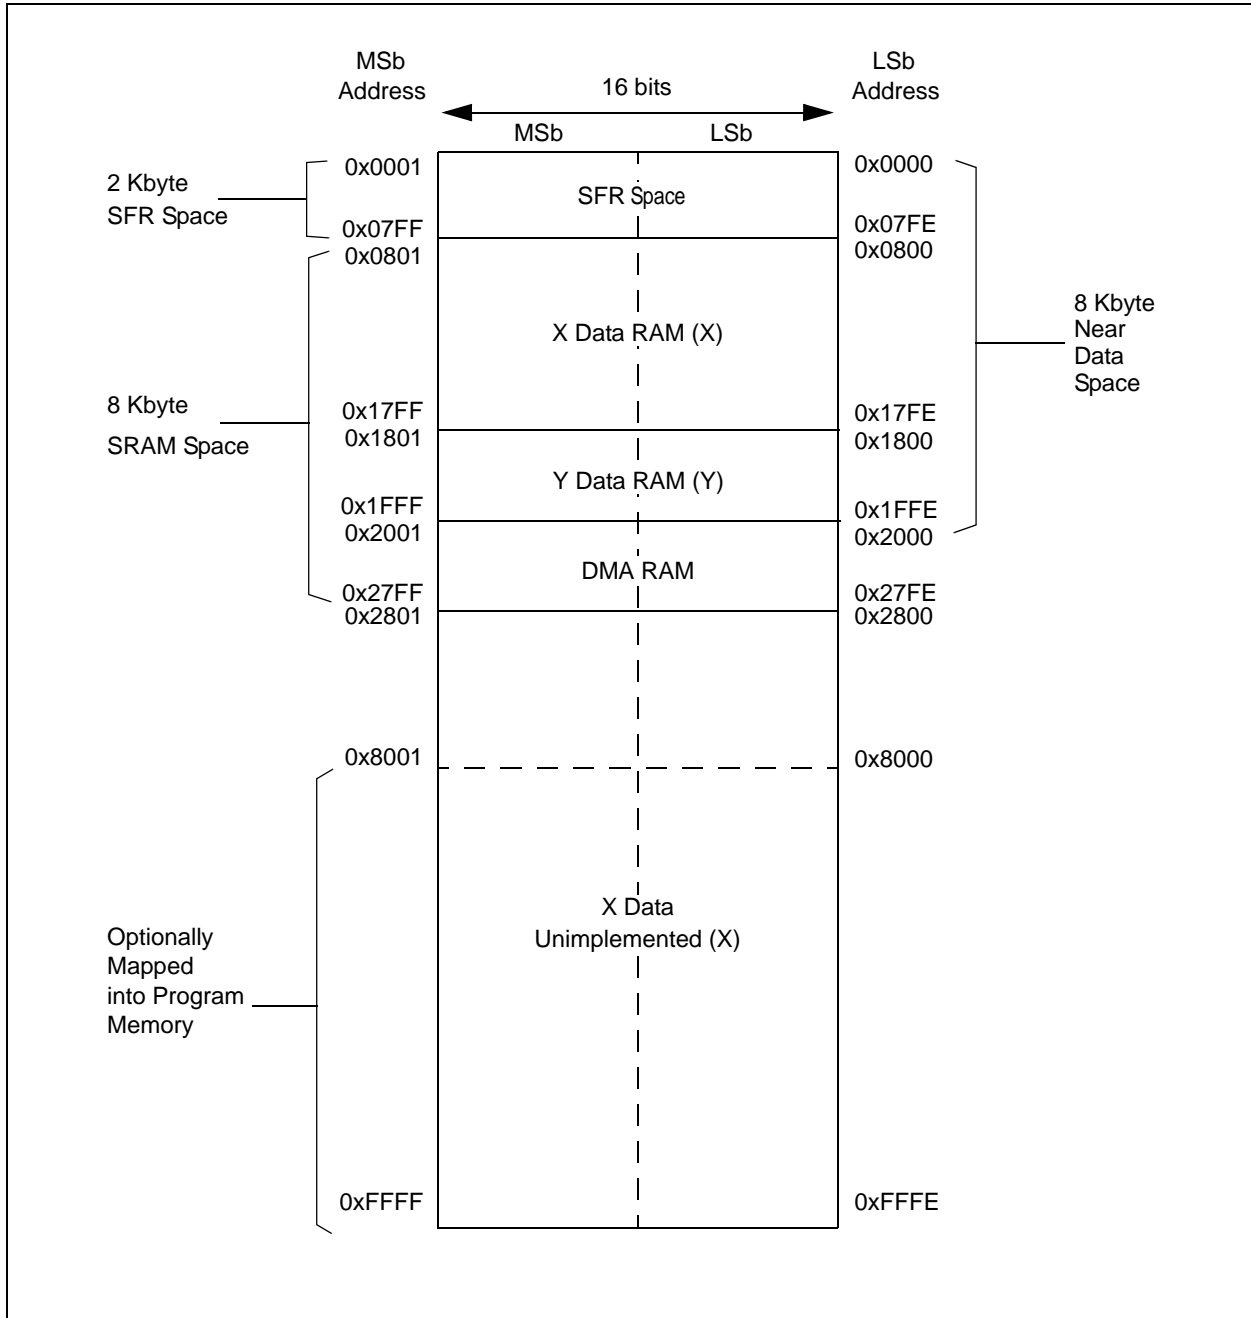 MSb
Address
LSb
Address
16 bits
MSb
LSb
0x0001
0x0000
2 Kbyte
SFR Space
SFR Space
0x07FF
0x07FE
0x0801
0x0800
X Data RAM (X)
8 Kbyte
Near
Data
Space
8 Kbyte
SRAM Space
0x17FF
0x17FE
0x1801
0x1800
Y Data RAM (Y)
0x1FFF
0x1FFE
0x2001
0x2000
DMA RAM
0x27FF
0x27FE
0x2801
0x2800
0x8001
0x8000
X Data
Unimplemented (X)
Optionally
Mapped
into Program
Memory
0xFFFF
0xFFFE